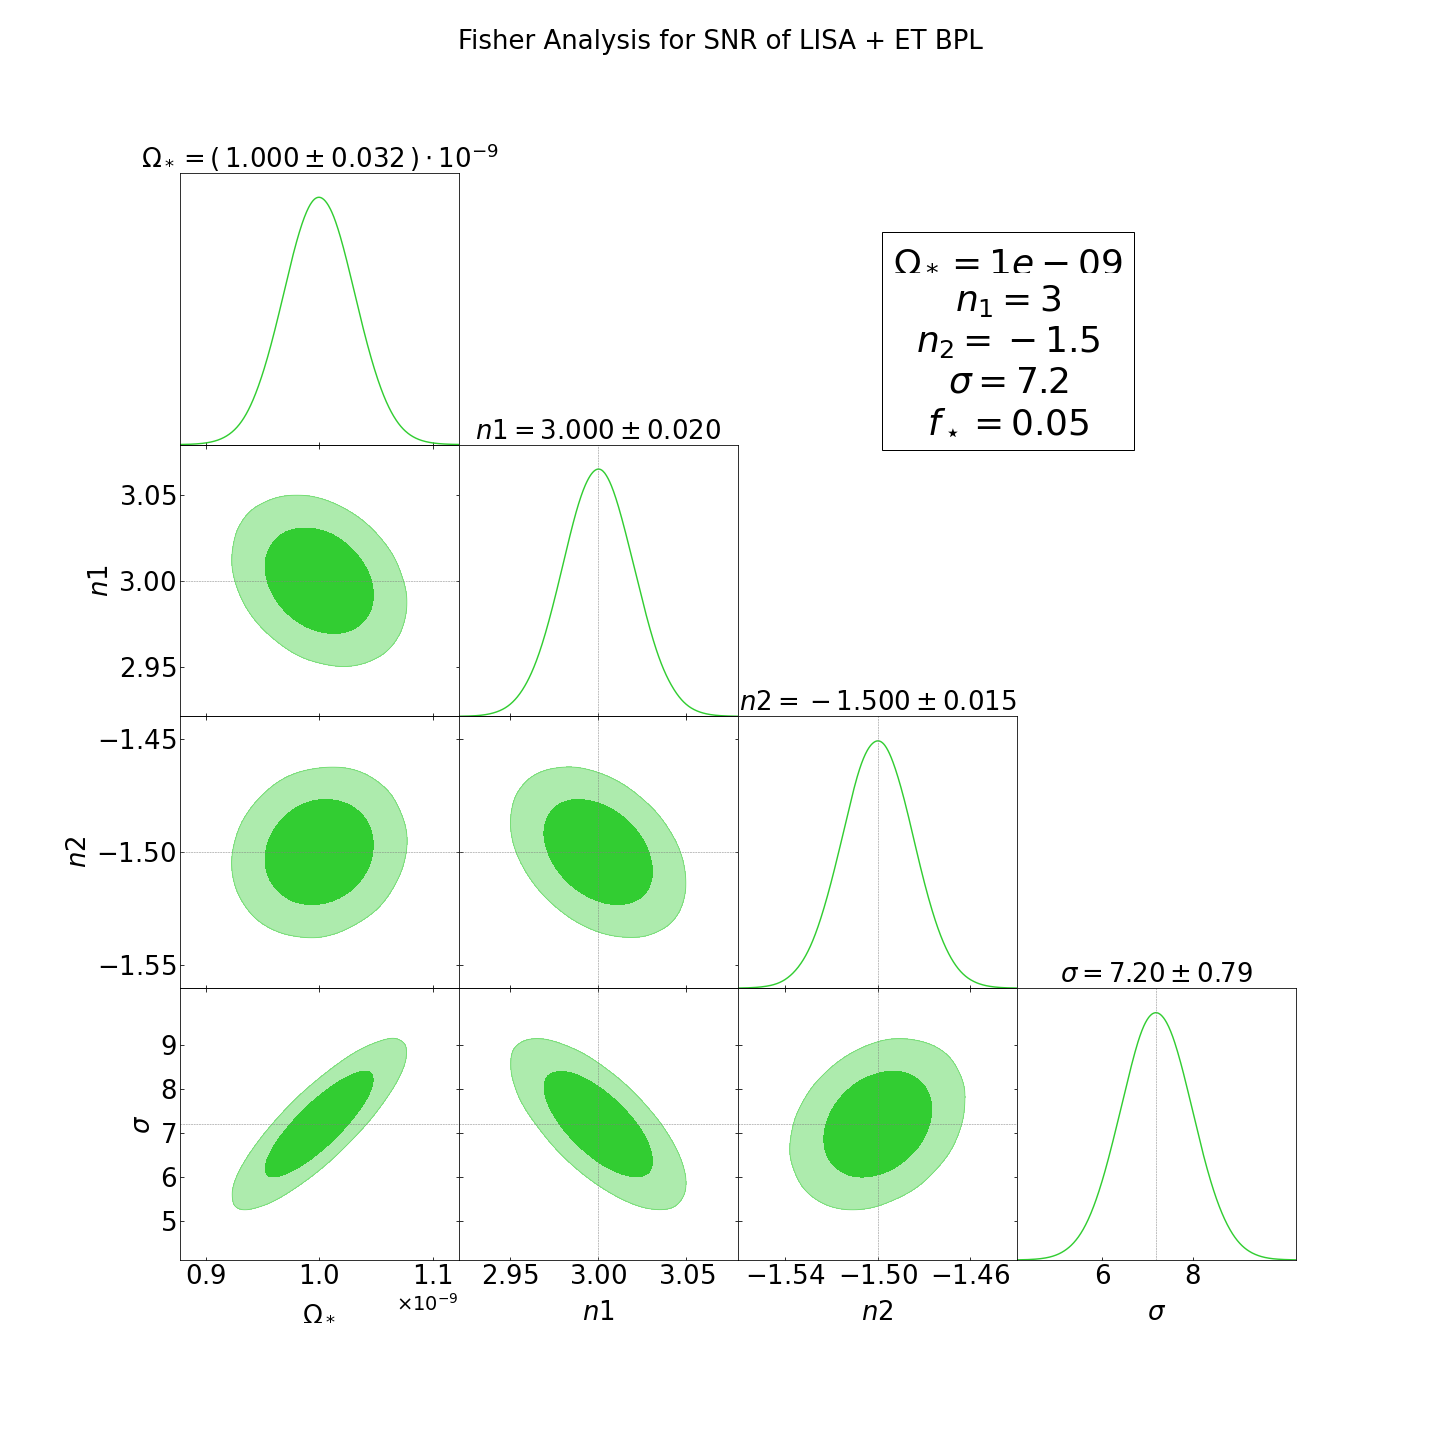 Fisher Analysis for SNR of LISA + ET BPL
Ω* = ( 1.000 ± 0.032 ) · 10⁻⁹
Ω* = 1e − 09
n₁ = 3
n₂ = − 1.5
σ = 7.2
f⋆ = 0.05
n1 = 3.000 ± 0.020
3.05
3.00
2.95
n1
n2 = − 1.500 ± 0.015
−1.45
−1.50
−1.55
n2
σ = 7.20 ± 0.79
9
8
7
6
5
σ
0.9 1.0 1.1 2.95 3.00 3.05 −1.54 −1.50 −1.46 6 8
×10⁻⁹
Ω* n1 n2 σ